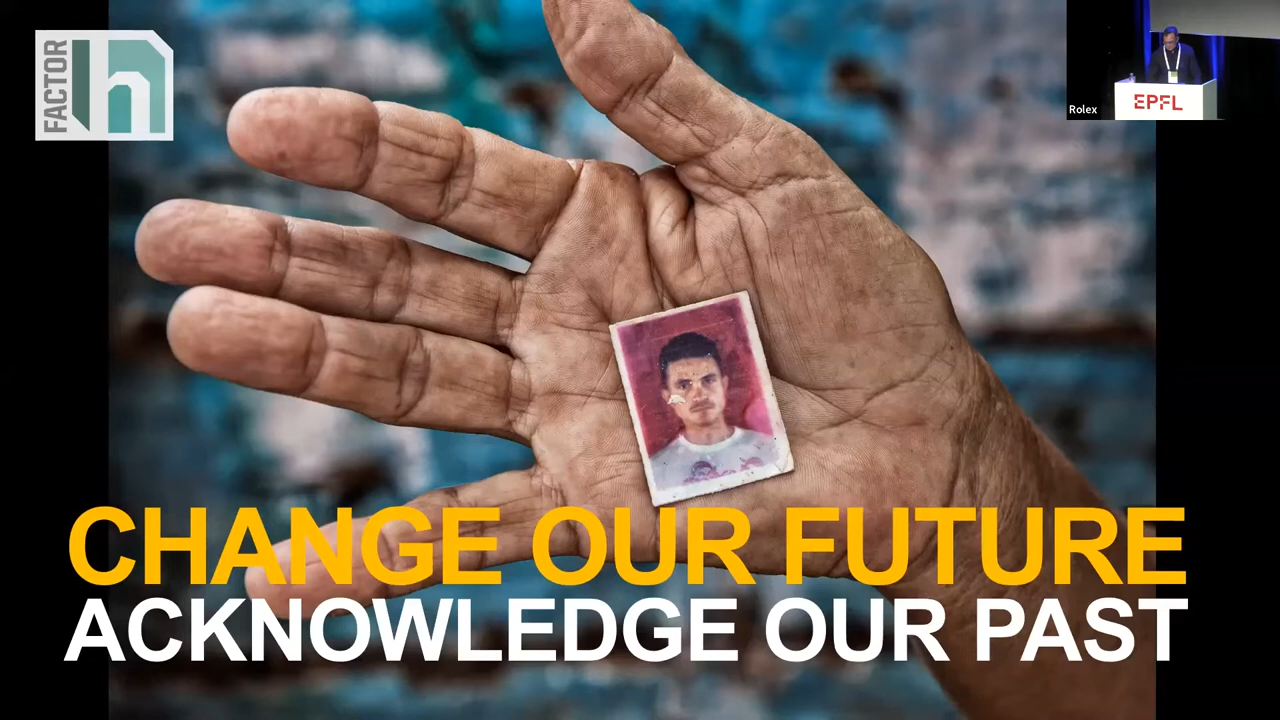 FACTOR
h
Rolex
EPFL
CHANGE OUR FUTURE
ACKNOWLEDGE OUR PAST